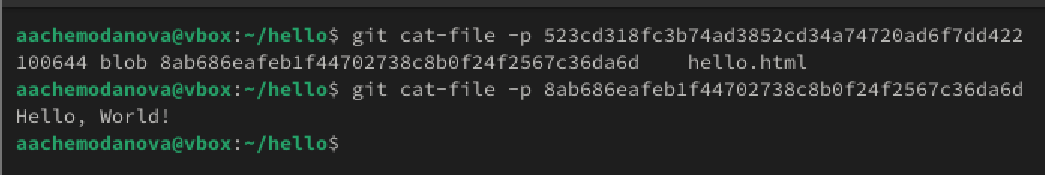 aachemodanova@vbox:~/hello$ git cat-file -p 523cd318fc3b74ad3852cd34a74720ad6f7dd422
100644 blob 8ab686eafeb1f44702738c8b0f24f2567c36da6d    hello.html
aachemodanova@vbox:~/hello$ git cat-file -p 8ab686eafeb1f44702738c8b0f24f2567c36da6d
Hello, World!
aachemodanova@vbox:~/hello$